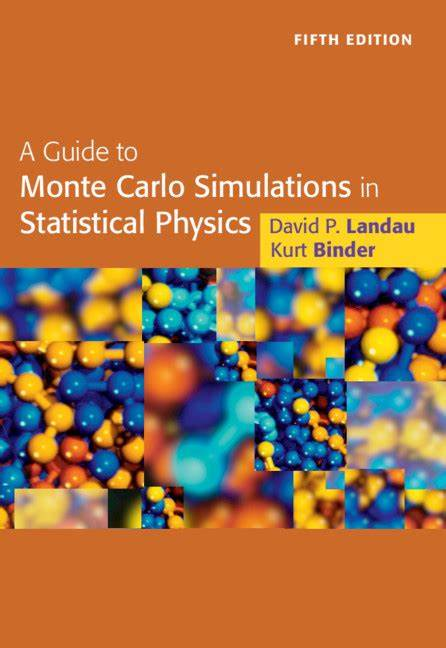 FIFTH EDITION
A Guide to
Monte Carlo Simulations in
Statistical Physics
David P. Landau
Kurt Binder